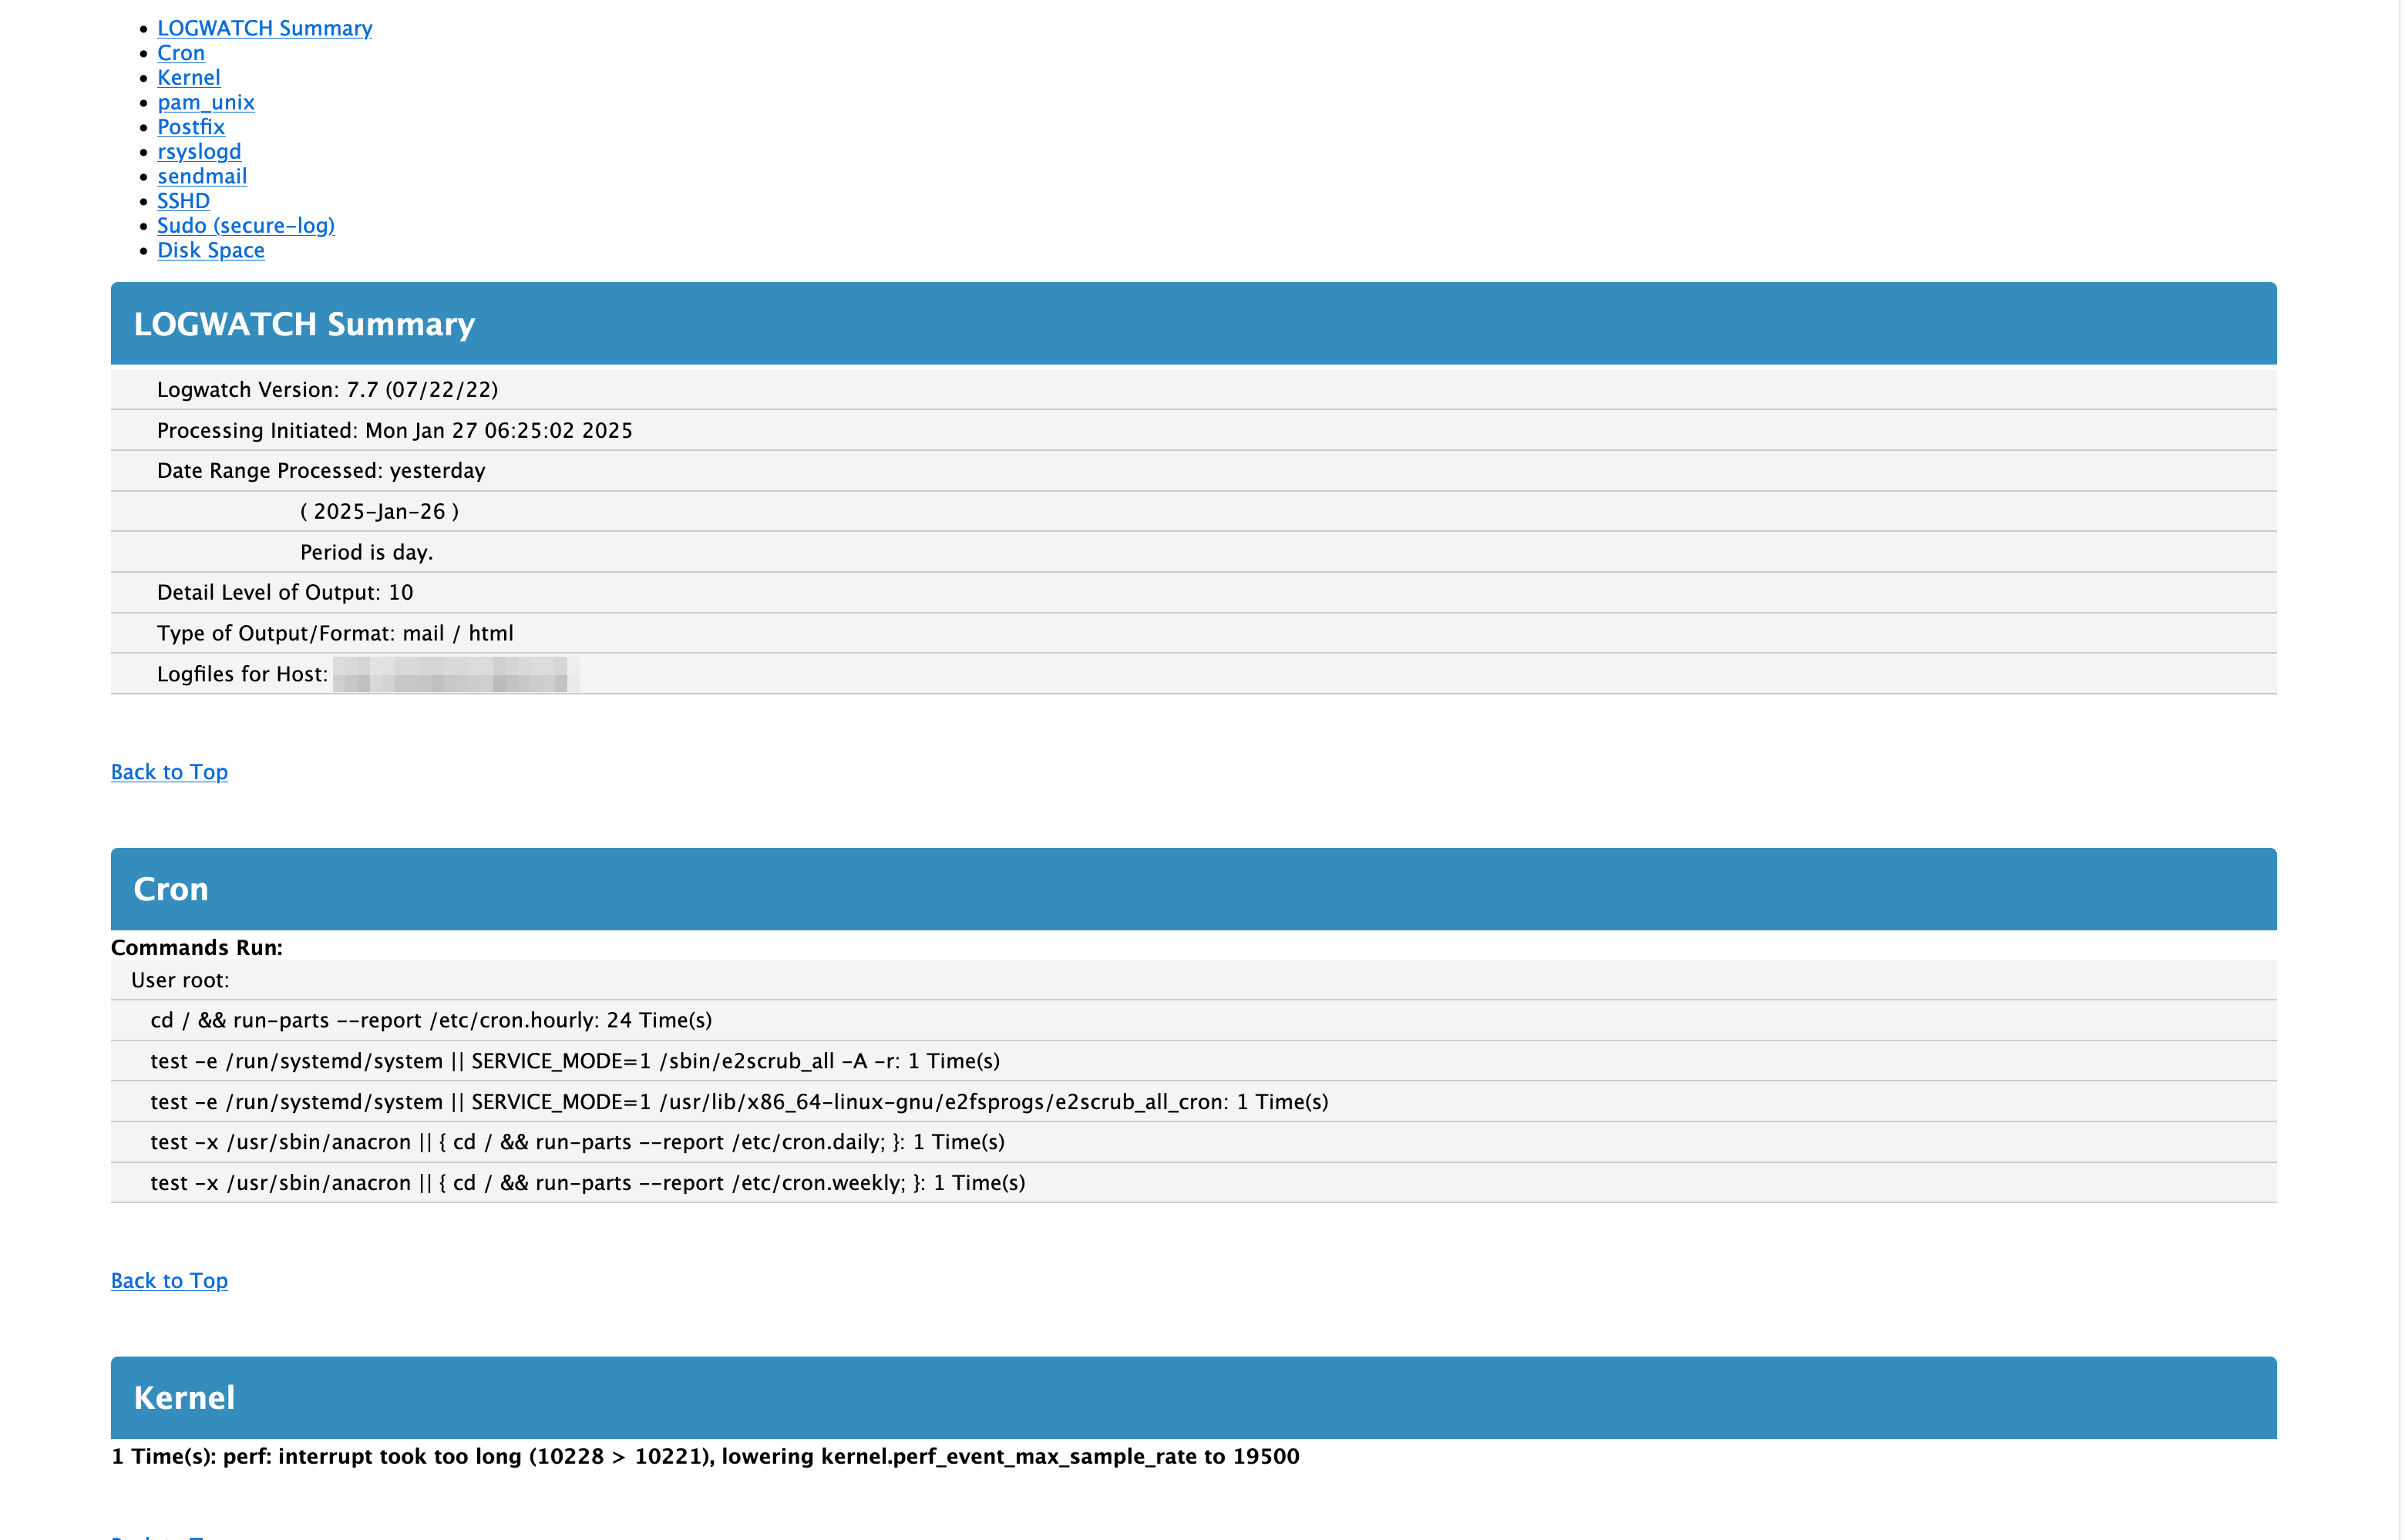 LOGWATCH Summary
Cron
Kernel
pam_unix
Postfix
rsyslogd
sendmail
SSHD
Sudo (secure-log)
Disk Space
LOGWATCH Summary
Logwatch Version: 7.7 (07/22/22)
Processing Initiated: Mon Jan 27 06:25:02 2025
Date Range Processed: yesterday
( 2025-Jan-26 )
Period is day.
Detail Level of Output: 10
Type of Output/Format: mail / html
Logfiles for Host:
Back to Top
Cron
Commands Run:
User root:
cd / && run-parts --report /etc/cron.hourly: 24 Time(s)
test -e /run/systemd/system || SERVICE_MODE=1 /sbin/e2scrub_all -A -r: 1 Time(s)
test -e /run/systemd/system || SERVICE_MODE=1 /usr/lib/x86_64-linux-gnu/e2fsprogs/e2scrub_all_cron: 1 Time(s)
test -x /usr/sbin/anacron || { cd / && run-parts --report /etc/cron.daily; }: 1 Time(s)
test -x /usr/sbin/anacron || { cd / && run-parts --report /etc/cron.weekly; }: 1 Time(s)
Back to Top
Kernel
1 Time(s): perf: interrupt took too long (10228 > 10221), lowering kernel.perf_event_max_sample_rate to 19500